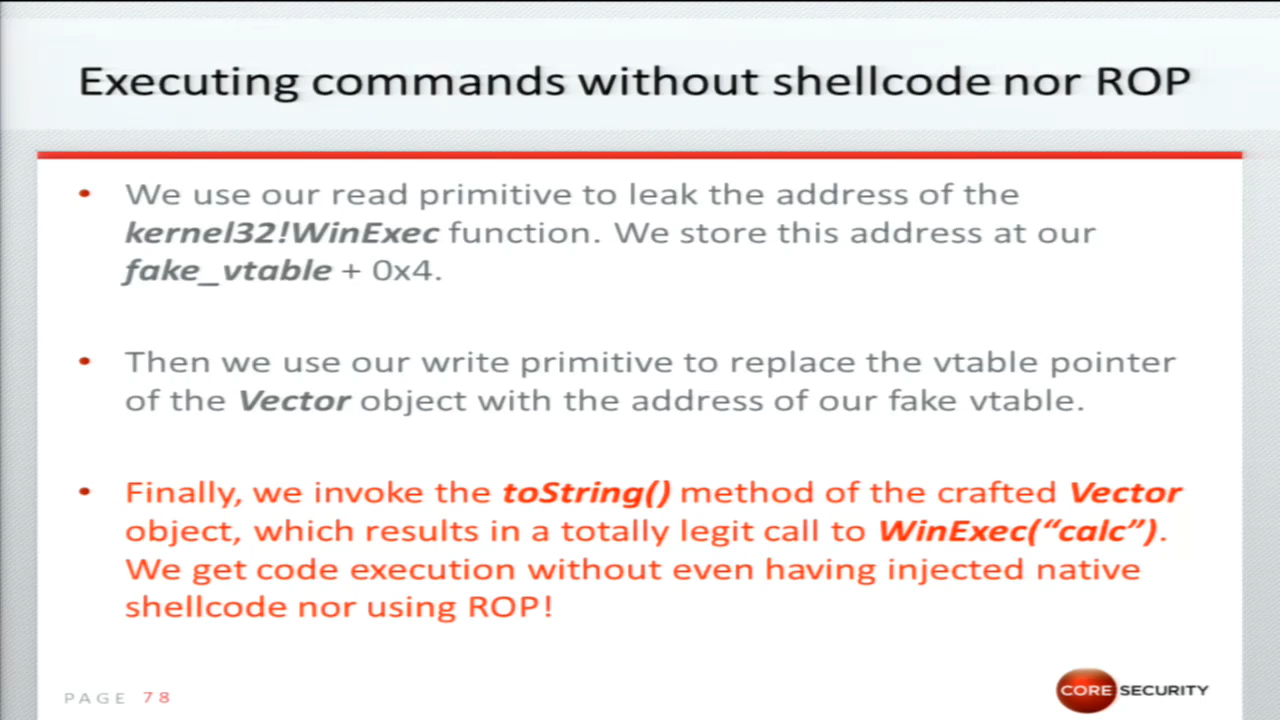 Executing commands without shellcode nor ROP
• We use our read primitive to leak the address of the
kernel32!WinExec function. We store this address at our
fake_vtable + 0x4.
• Then we use our write primitive to replace the vtable pointer
of the Vector object with the address of our fake vtable.
• Finally, we invoke the toString() method of the crafted Vector
object, which results in a totally legit call to WinExec(“calc”).
We get code execution without even having injected native
shellcode nor using ROP!
PAGE 78
CORE SECURITY